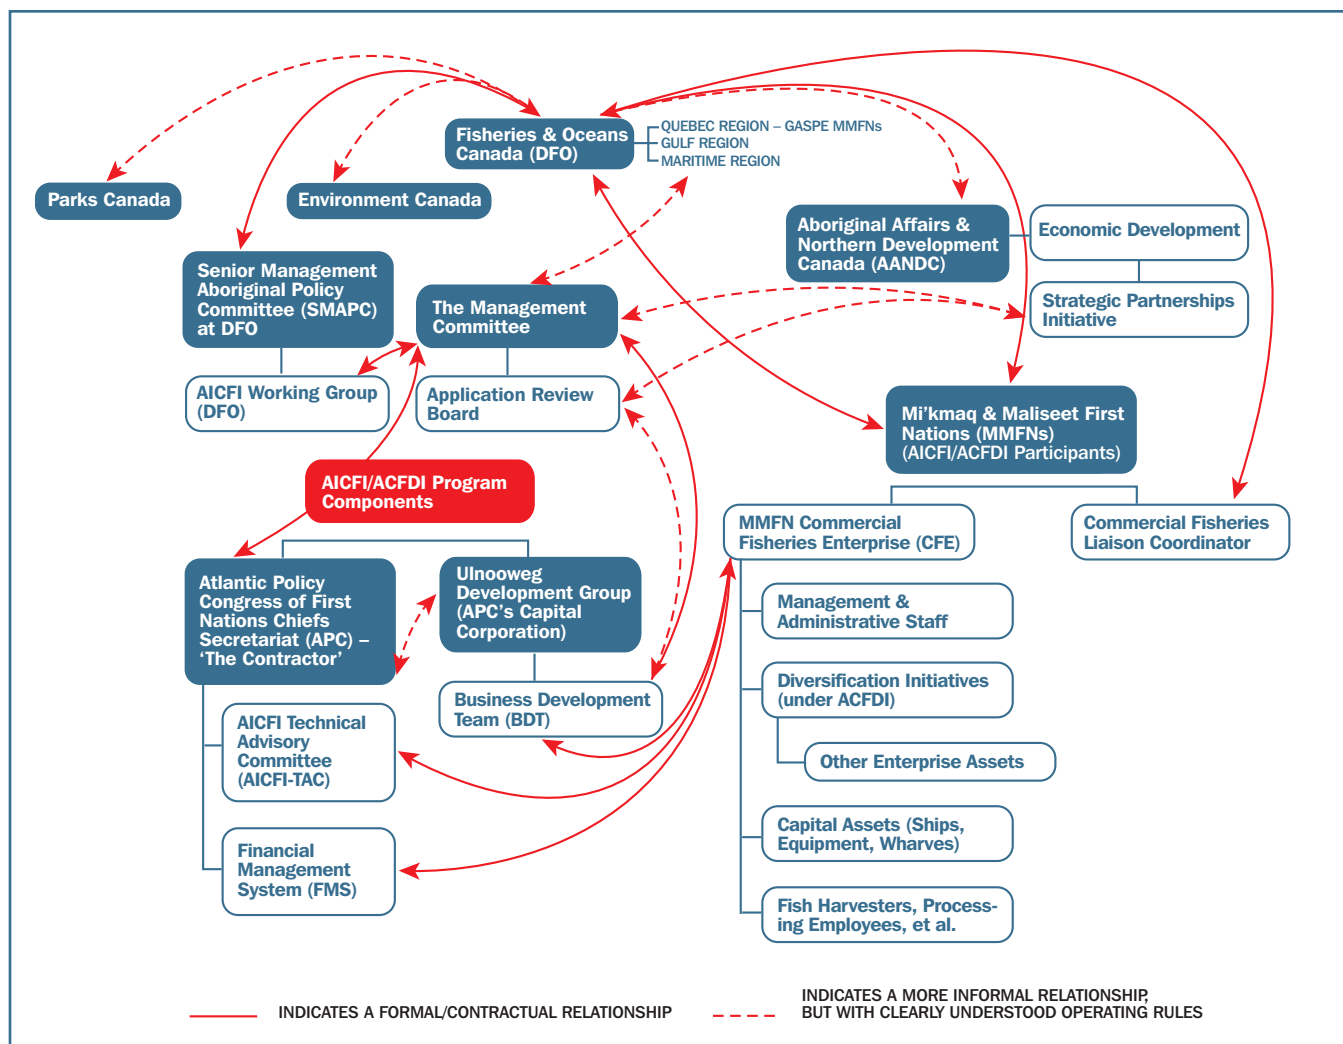 Fisheries & Oceans
Canada (DFO)
QUEBEC REGION – GASPE MMFNs
GULF REGION
MARITIME REGION
Parks Canada
Environment Canada
Aboriginal Affairs &
Northern Development
Canada (AANDC)
Economic Development
Strategic Partnerships
Initiative
Senior Management
Aboriginal Policy
Committee (SMAPC)
at DFO
The Management
Committee
AICFI Working Group
(DFO)
Application Review
Board
Mi’kmaq & Maliseet First
Nations (MMFNs)
(AICFI/ACFDI Participants)
AICFI/ACFDI Program
Components
MMFN Commercial
Fisheries Enterprise (CFE)
Commercial Fisheries
Liaison Coordinator
Atlantic Policy
Congress of First
Nations Chiefs
Secretariat (APC) –
‘The Contractor’
Ulnooweg
Development Group
(APC’s Capital
Corporation)
Management &
Administrative Staff
Diversification Initiatives
(under ACFDI)
Business Development
Team (BDT)
AICFI Technical
Advisory
Committee
(AICFI-TAC)
Other Enterprise Assets
Capital Assets (Ships,
Equipment, Wharves)
Financial
Management
System (FMS)
Fish Harvesters, Process-
ing Employees, et al.
INDICATES A FORMAL/CONTRACTUAL RELATIONSHIP
INDICATES A MORE INFORMAL RELATIONSHIP,
BUT WITH CLEARLY UNDERSTOOD OPERATING RULES